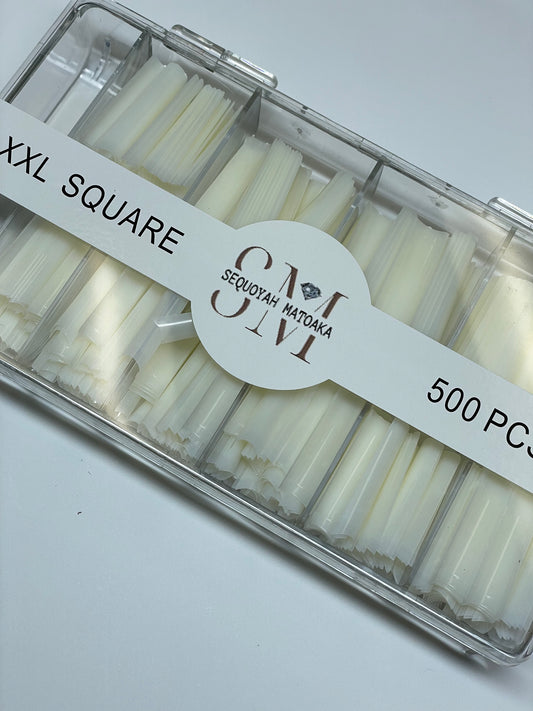 XXL SQUARE
SM
SEQUOYAH MATOAKA
500 PCS